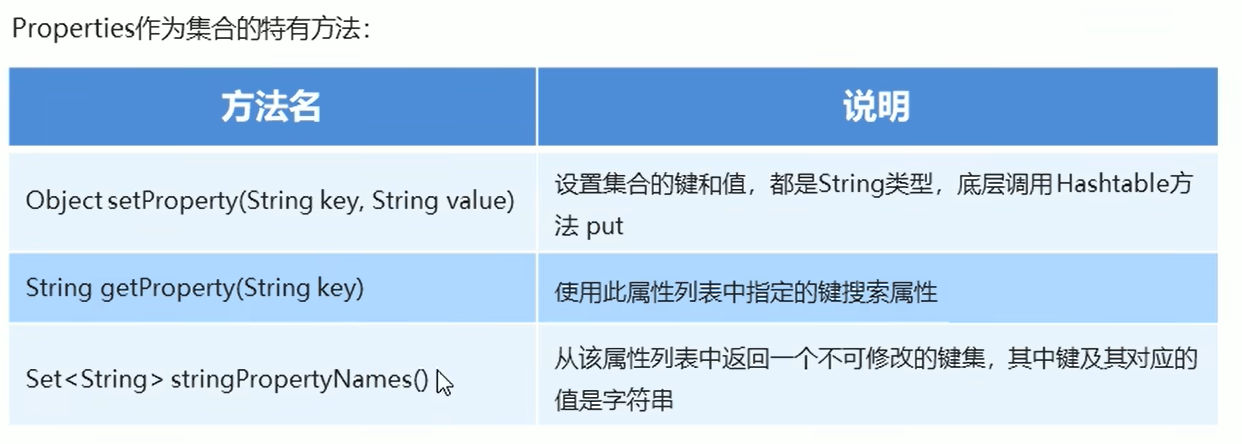 Properties作为集合的特有方法：
方法名
说明
Object setProperty(String key, String value)
设置集合的键和值，都是String类型，底层调用Hashtable方
法 put
String getProperty(String key)
使用此属性列表中指定的键搜索属性
Set<String> stringPropertyNames()
从该属性列表中返回一个不可修改的键集，其中键及其对应的
值是字符串